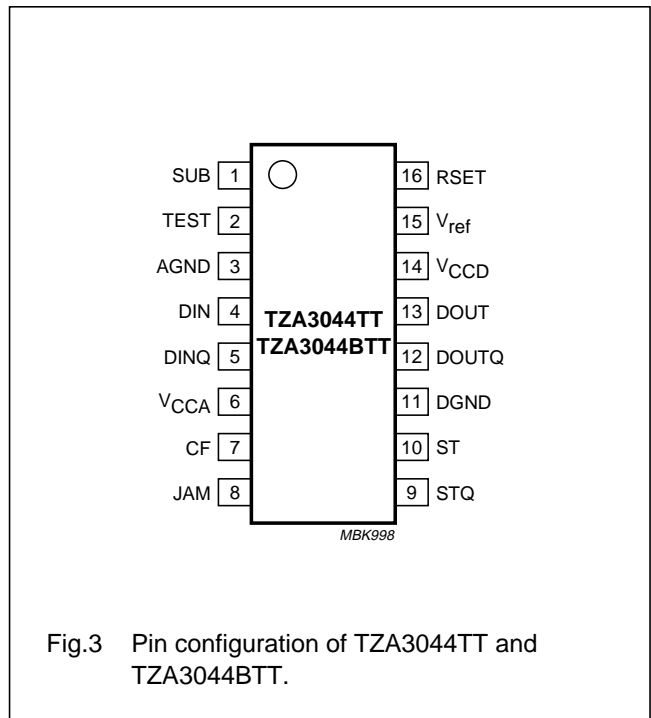 SUB 1
TEST 2
AGND 3
DIN 4
DINQ 5
VCCA 6
CF 7
JAM 8
TZA3044TT
TZA3044BTT
16 RSET
15 Vref
14 VCCD
13 DOUT
12 DOUTQ
11 DGND
10 ST
9 STQ
MBK998
Fig.3 Pin configuration of TZA3044TT and
TZA3044BTT.